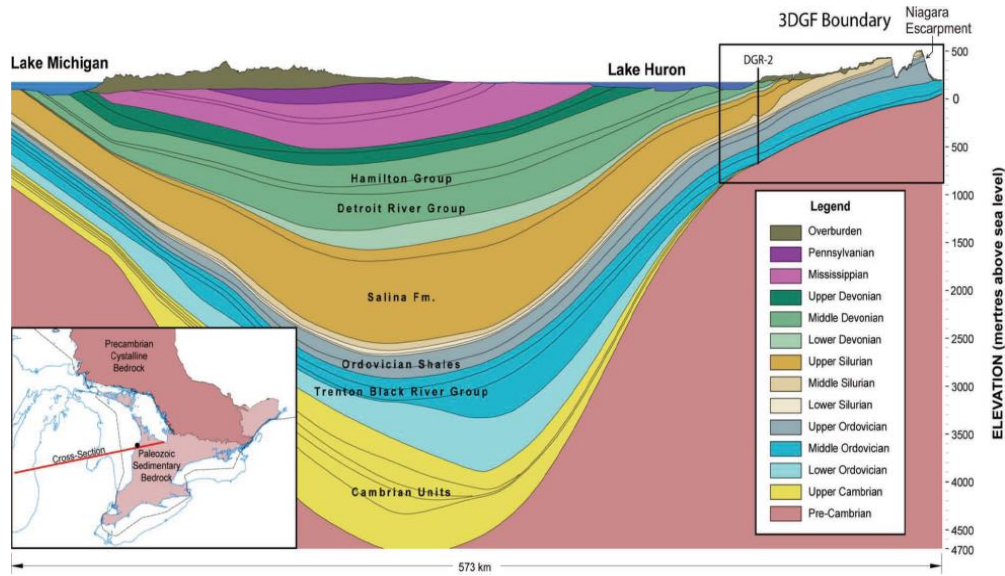 3DGF Boundary
Niagara
Escarpment
Lake Michigan
Lake Huron
DGR-2
500
0
500
1000
1500
2000
2500
3000
3500
4000
4500
4700
ELEVATION (mertres above sea level)
Hamilton Group
Detroit River Group
Salina Fm.
Ordovician Shales
Trenton Black River Group
Cambrian Units
Legend
Overburden
Pennsylvanian
Mississippian
Upper Devonian
Middle Devonian
Lower Devonian
Upper Silurian
Middle Silurian
Lower Silurian
Upper Ordovician
Middle Ordovician
Lower Ordovician
Upper Cambrian
Pre-Cambrian
Precambrian
Cystalline
Bedrock
Cross-Section
Paleozoic
Sedimentary
Bedrock
573 km